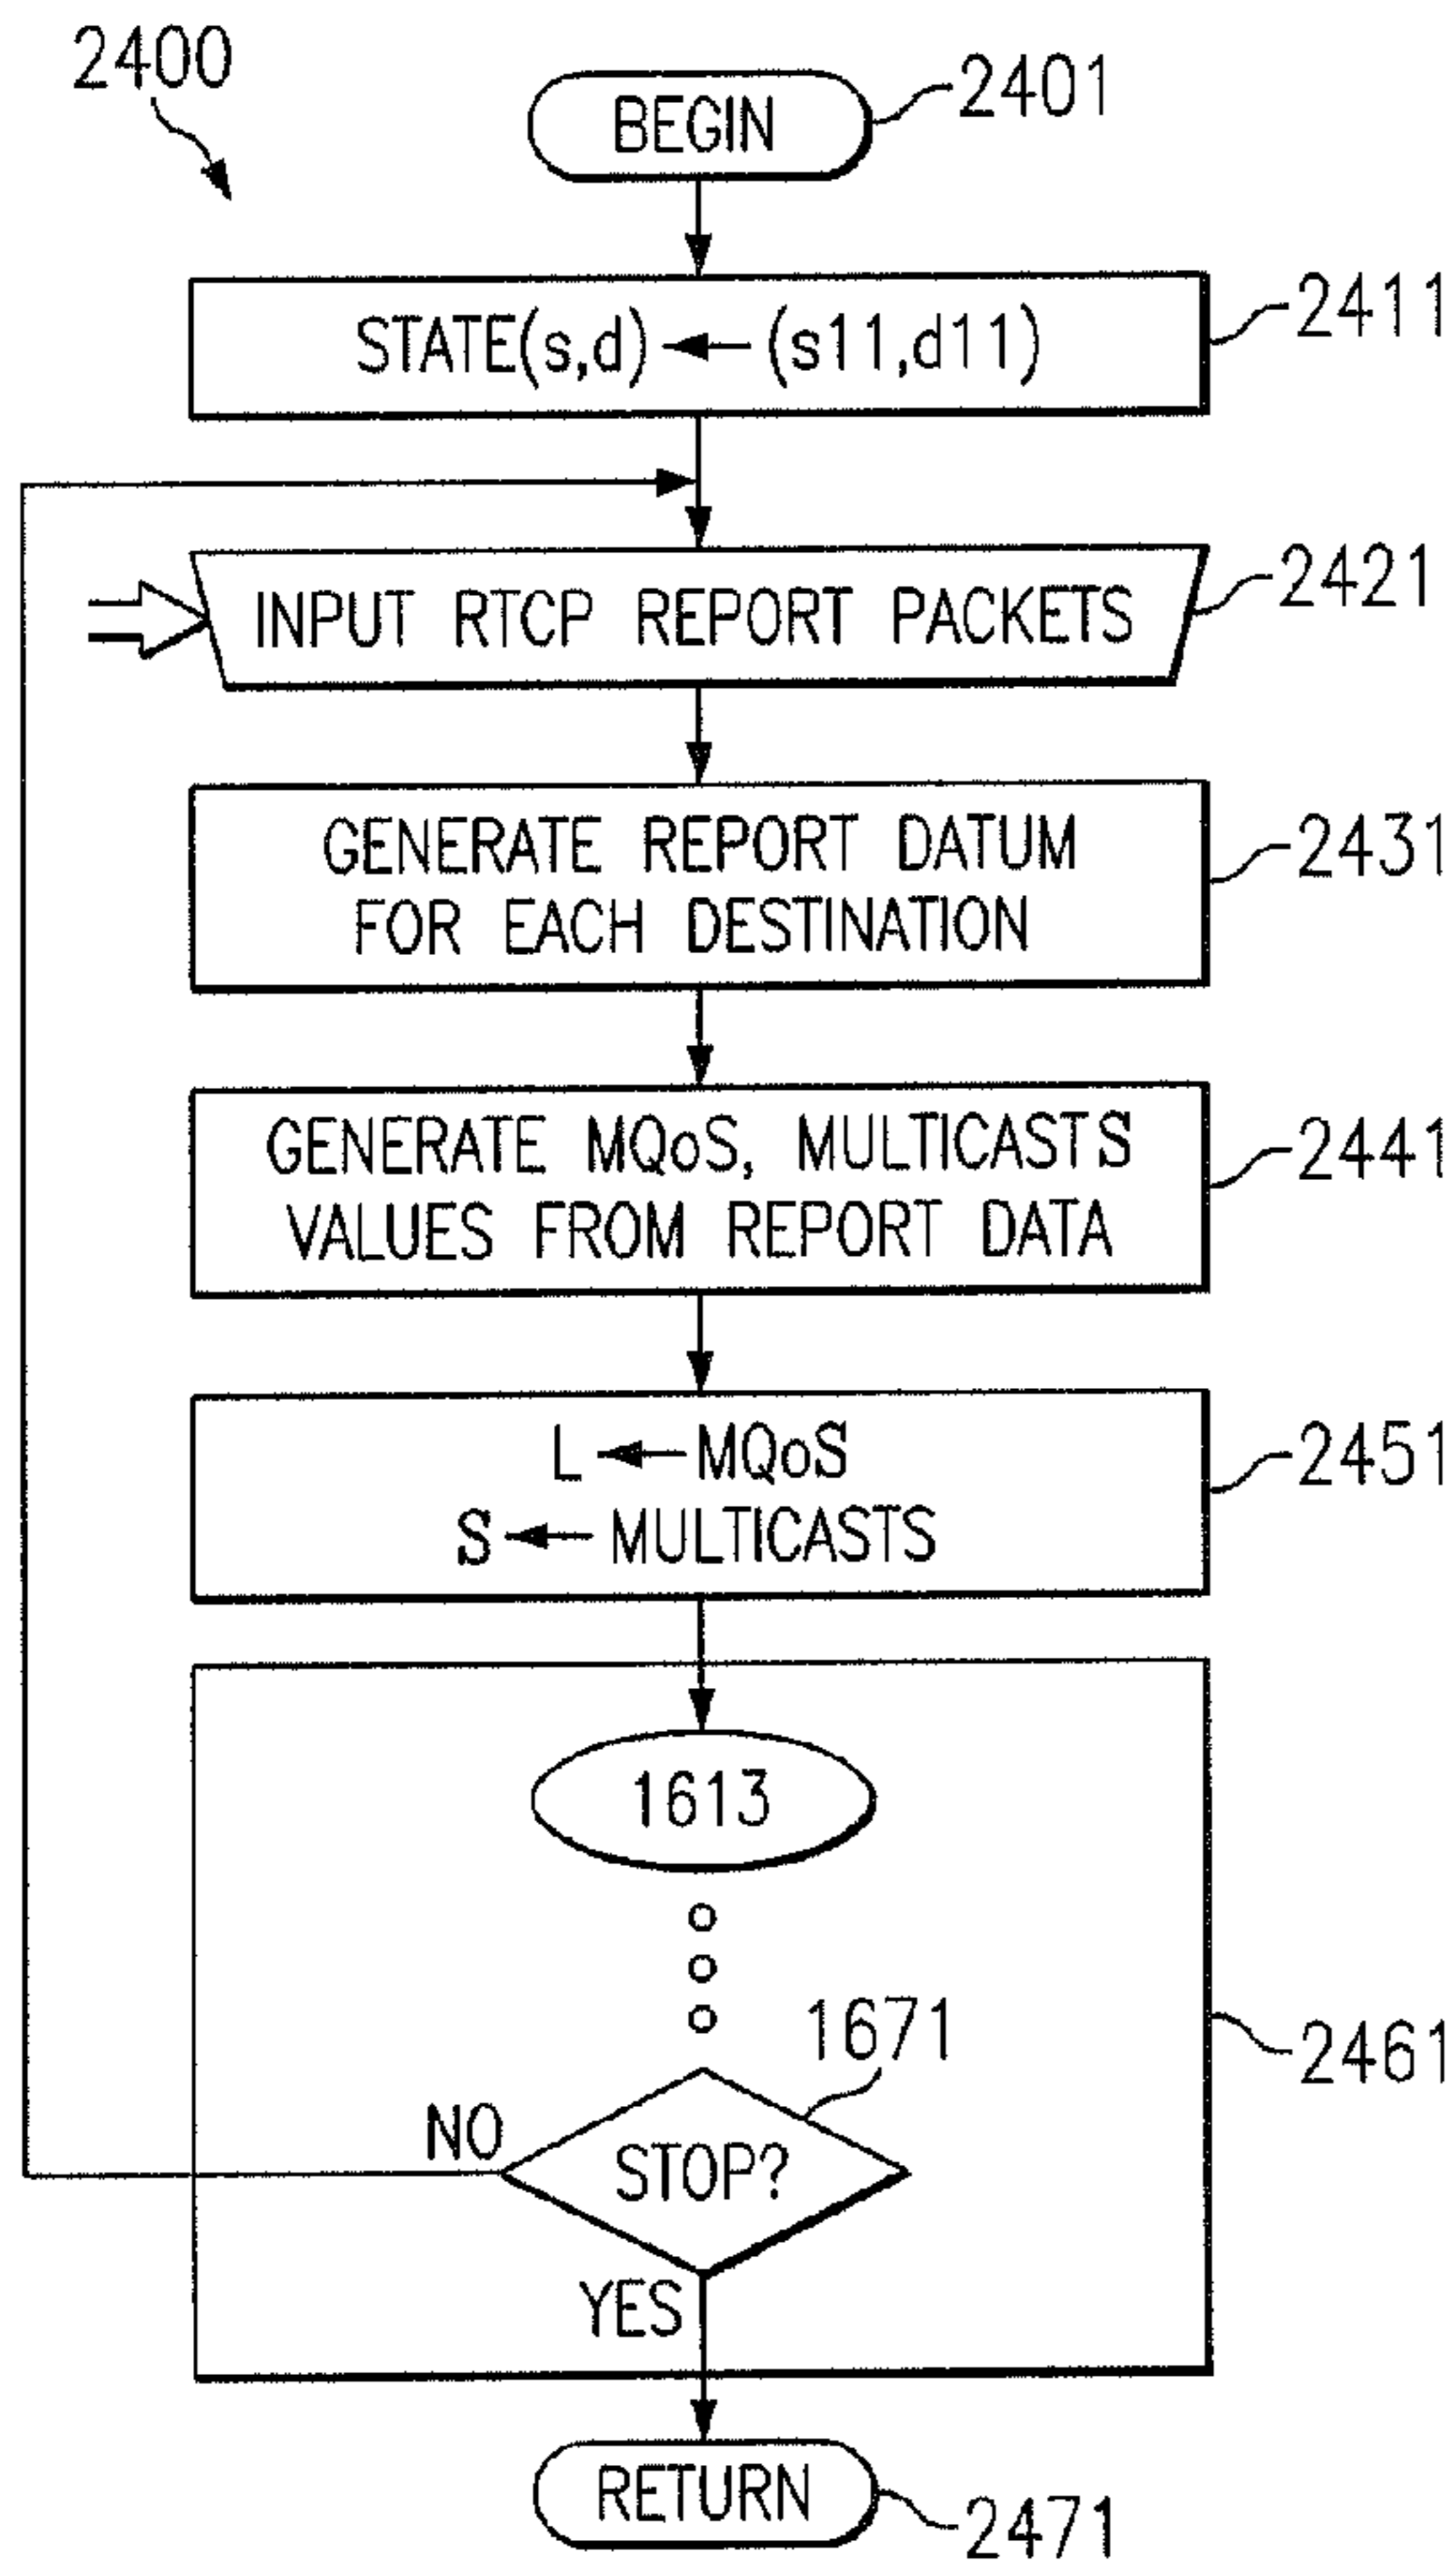 2400
BEGIN
2401
STATE(s,d) ← (s11,d11)
2411
INPUT RTCP REPORT PACKETS
2421
GENERATE REPORT DATUM
FOR EACH DESTINATION
2431
GENERATE MQoS, MULTICASTS
VALUES FROM REPORT DATA
2441
L ← MQoS
S ← MULTICASTS
2451
1613
1671
STOP?
NO
YES
2461
RETURN
2471